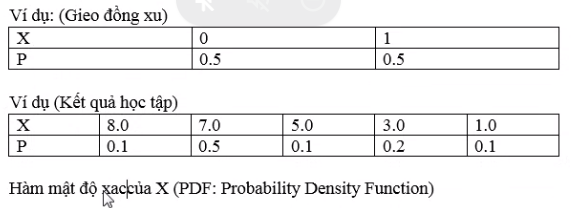 Ví dụ: (Gieo đồng xu)
X 0 1
P 0.5 0.5
Ví dụ (Kết quả học tập)
X 8.0 7.0 5.0 3.0 1.0
P 0.1 0.5 0.1 0.2 0.1
Hàm mật độ xaccủa X (PDF: Probability Density Function)